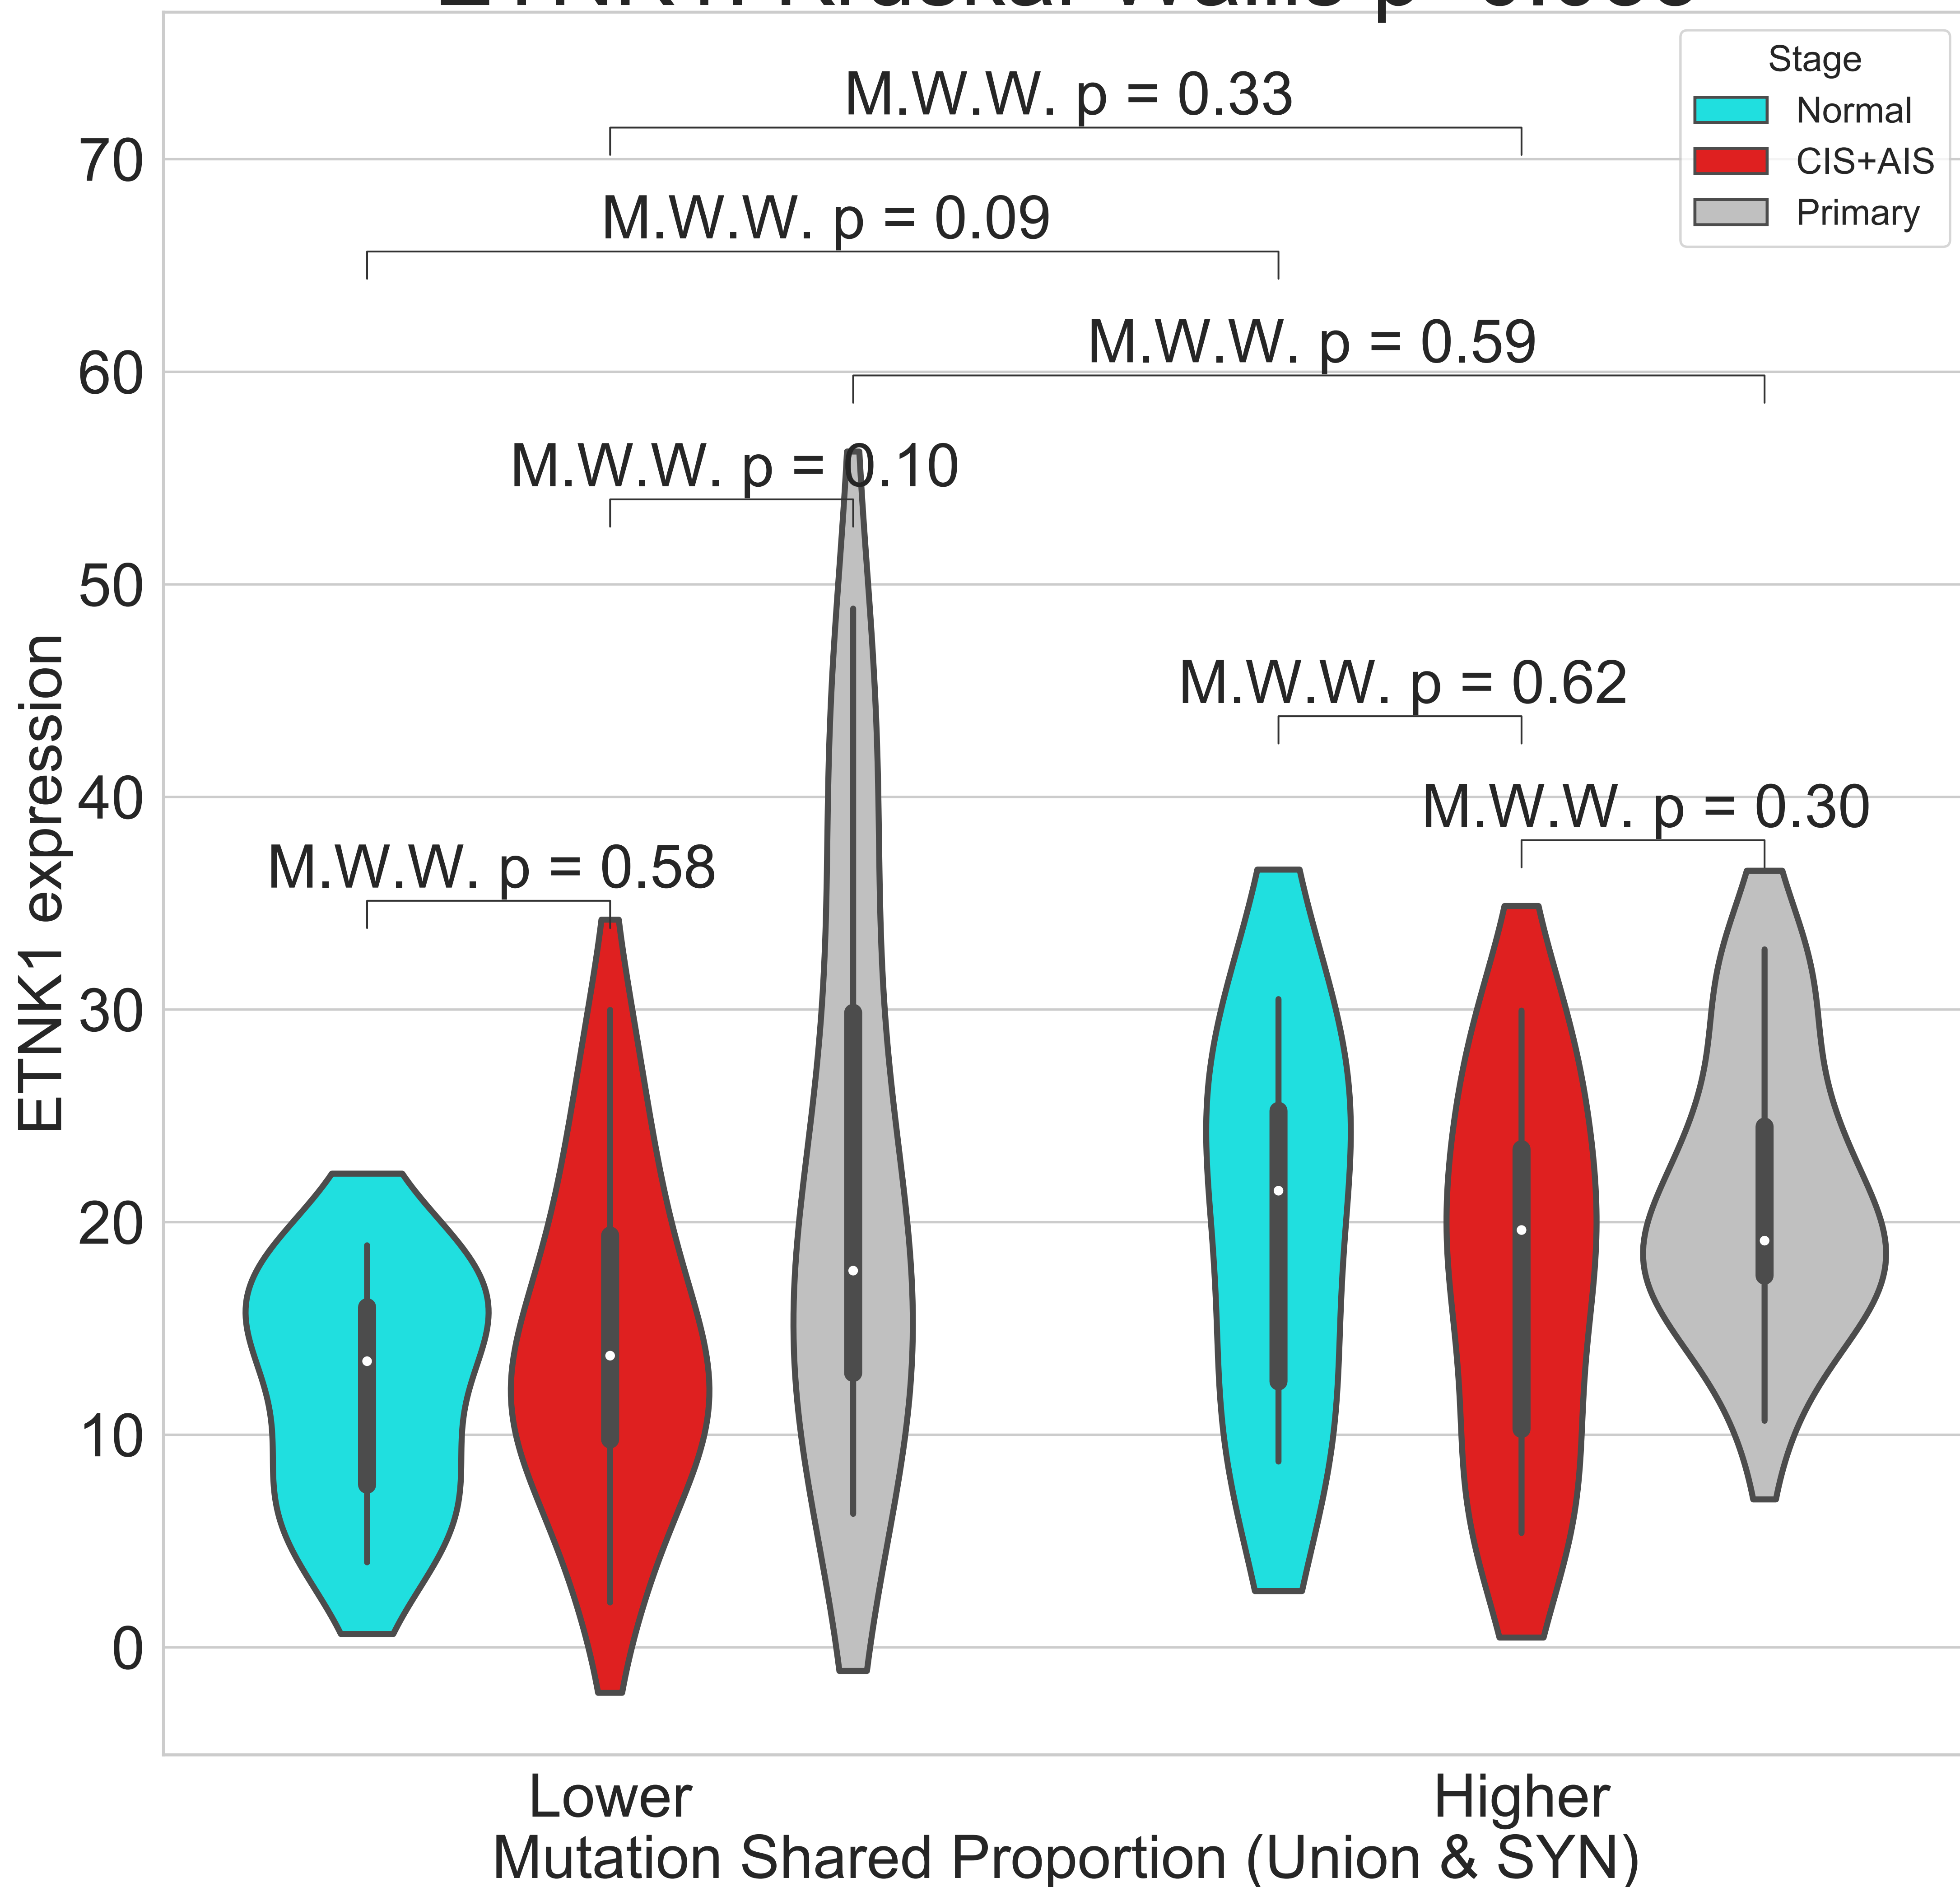 Stage
Normal
CIS+AIS
Primary
M.W.W. p = 0.33
M.W.W. p = 0.09
M.W.W. p = 0.59
M.W.W. p = 0.10
M.W.W. p = 0.62
M.W.W. p = 0.30
M.W.W. p = 0.58
70
60
50
40
30
20
10
0
ETNK1 expression
Lower
Higher
Mutation Shared Proportion (Union & SYN)